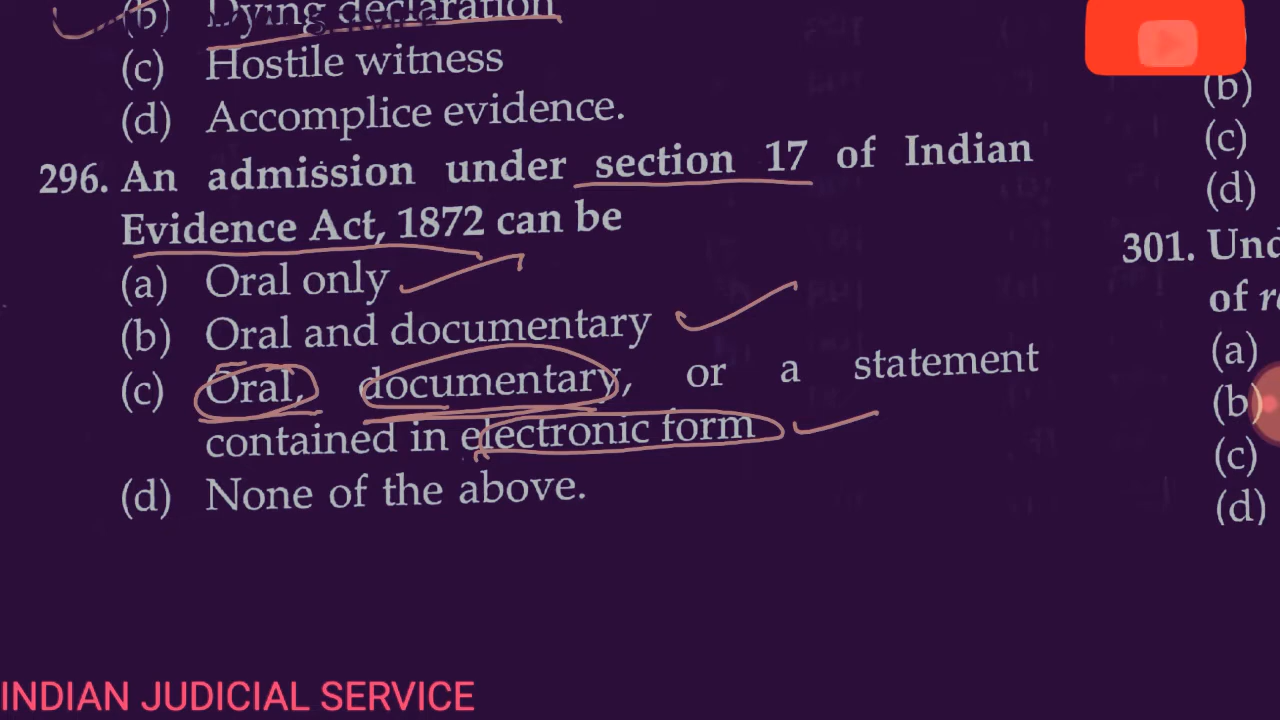 (b) Dying declaration
(c) Hostile witness
(d) Accomplice evidence.
296. An admission under section 17 of Indian
Evidence Act, 1872 can be
(a) Oral only
(b) Oral and documentary
(c) Oral, documentary, or a statement
contained in electronic form
(d) None of the above.
(b)
(c)
(d)
301. Und
of r
(a)
(b)
(c)
(d)
INDIAN JUDICIAL SERVICE